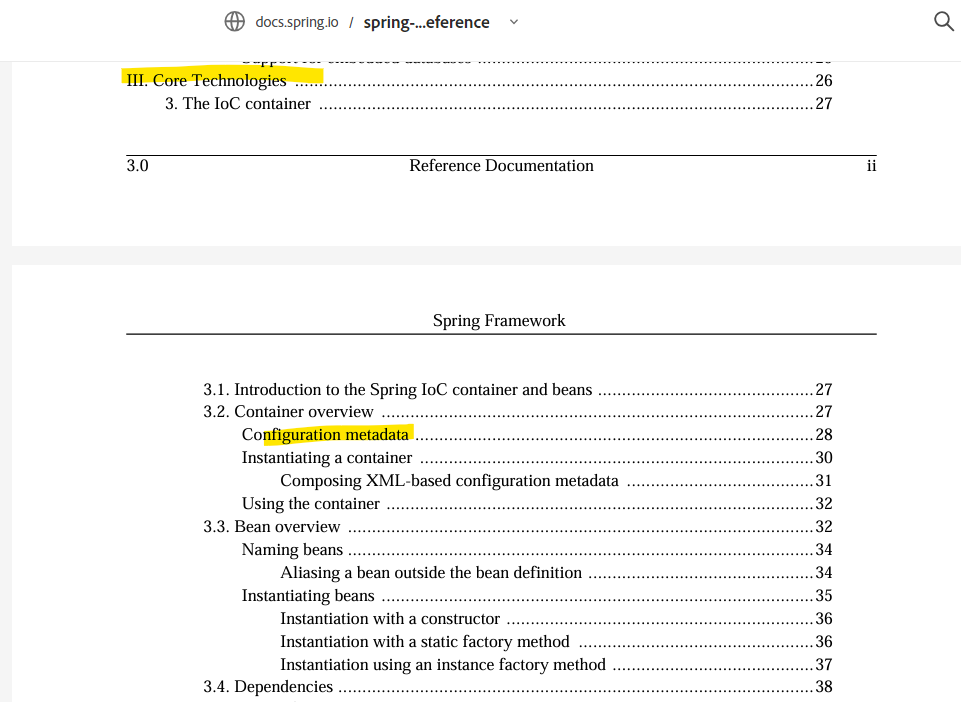 docs.spring.io / spring-...eference
III. Core Technologies ........................................................ 26
3. The IoC container ........................................................ 27
3.0 Reference Documentation ii
Spring Framework
3.1. Introduction to the Spring IoC container and beans ........................................ 27
3.2. Container overview ........................................................ 27
Configuration metadata ........................................................ 28
Instantiating a container ........................................................ 30
Composing XML-based configuration metadata ........................................ 31
Using the container ........................................................ 32
3.3. Bean overview ........................................................ 32
Naming beans ........................................................ 34
Aliasing a bean outside the bean definition ........................................ 34
Instantiating beans ........................................................ 35
Instantiation with a constructor ........................................ 36
Instantiation with a static factory method ........................................ 36
Instantiation using an instance factory method ........................................ 37
3.4. Dependencies ........................................................ 38